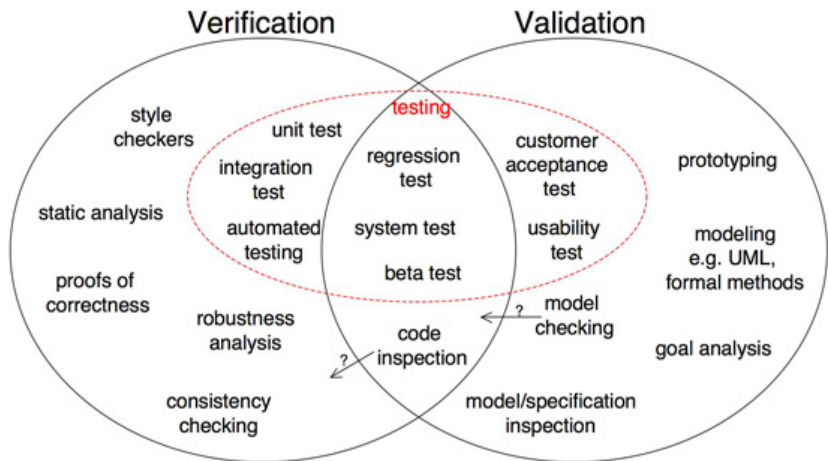 Verification
Validation
style
checkers
unit test
integration
test
automated
testing
static analysis
proofs of
correctness
robustness
analysis
consistency
checking
testing
regression
test
system test
beta test
code
inspection
?
customer
acceptance
test
usability
test
?
model
checking
model/specification
inspection
prototyping
modeling
e.g. UML,
formal methods
goal analysis